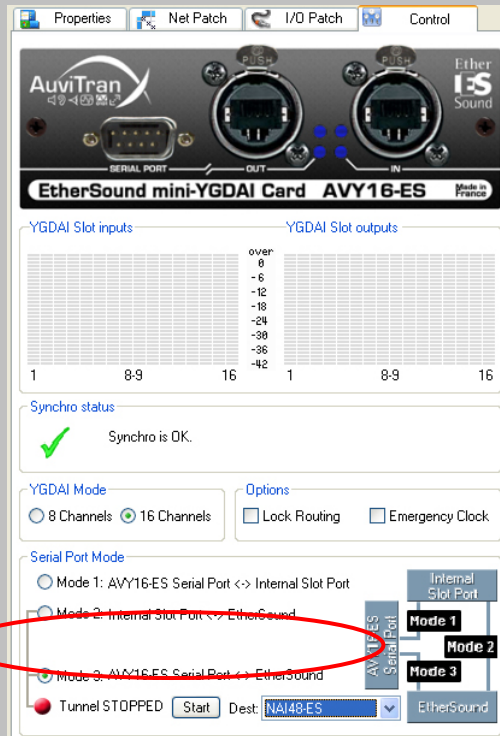 Properties Net Patch I/O Patch Control
PUSH PUSH
Ether
Sound
AuviTran
ES
SERIAL PORT OUT IN
EtherSound mini-YGDAI Card AVY16-ES Made in France
YGDAI Slot inputs YGDAI Slot outputs
over
0
-6
-12
-18
-24
-30
-36
-42
1 8-9 16 1 8-9 16
Synchro status
Synchro is OK.
YGDAI Mode Options
8 Channels 16 Channels Lock Routing Emergency Clock
Serial Port Mode
Mode 1: AVY16-ES Serial Port <-> Internal Slot Port
Mode 2: Internal Slot Port <-> EtherSound
Mode 3: AVY16-ES Serial Port <-> EtherSound
Tunnel STOPPED Start Dest: NAI48-ES
Internal
Slot Port
AVY16-ES
Serial Port
Mode 1
Mode 2
Mode 3
EtherSound